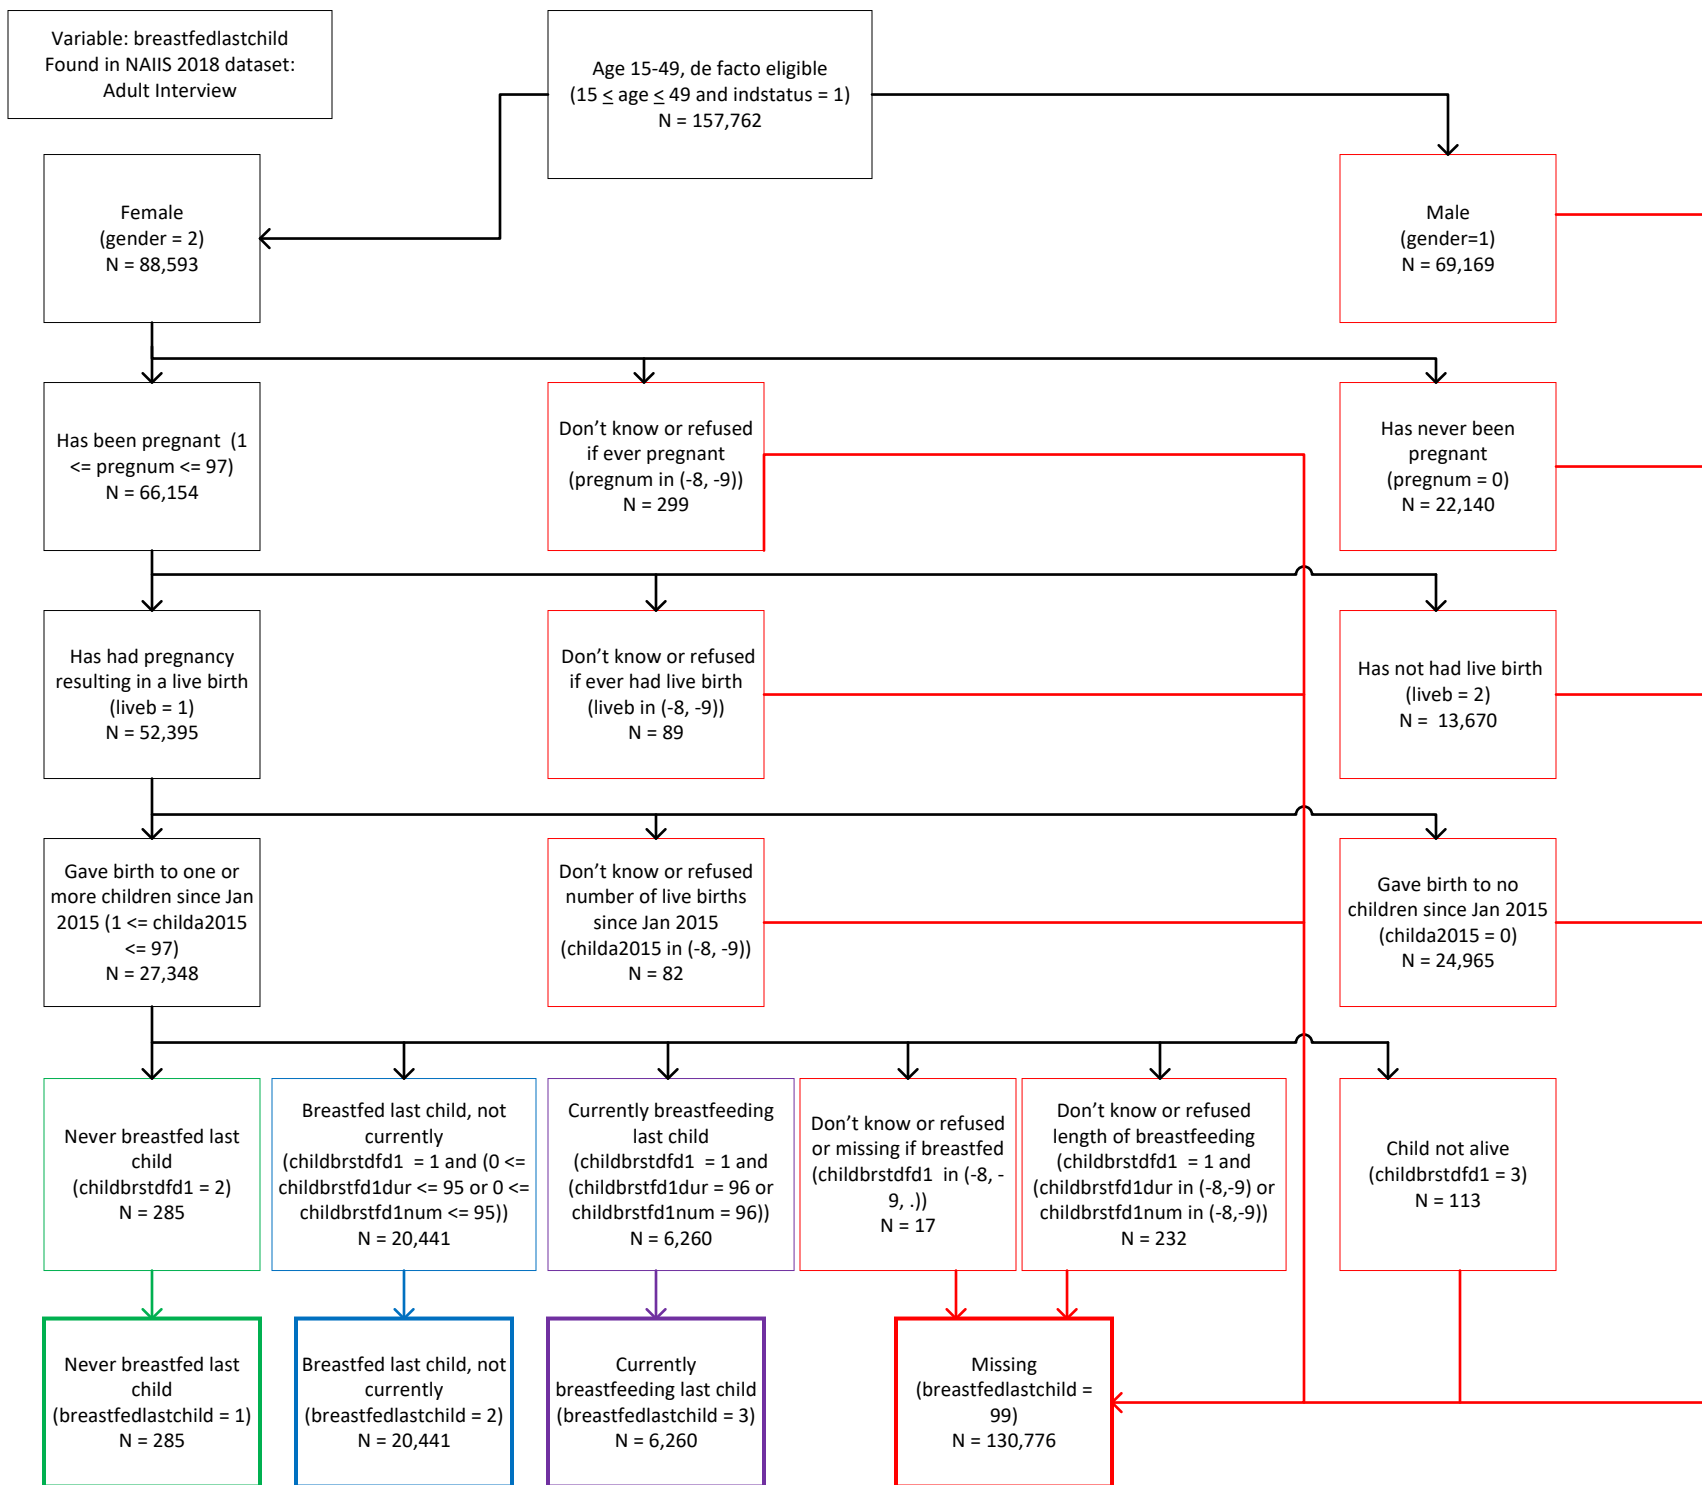 Variable: breastfedlastchild
Found in NAIIS 2018 dataset:
Adult Interview
Age 15-49, de facto eligible
(15 ≤ age ≤ 49 and indstatus = 1)
N = 157,762
Female
(gender = 2)
N = 88,593
Male
(gender=1)
N = 69,169
Has been pregnant (1
<= pregnum <= 97)
N = 66,154
Don't know or refused
if ever pregnant
(pregnum in (-8, -9))
N = 299
Has never been
pregnant
(pregnum = 0)
N = 22,140
Has had pregnancy
resulting in a live birth
(liveb = 1)
N = 52,395
Don't know or refused
if ever had live birth
(liveb in (-8, -9))
N = 89
Has not had live birth
(liveb = 2)
N = 13,670
Gave birth to one or
more children since Jan
2015 (1 <= childa2015
<= 97)
N = 27,348
Don't know or refused
number of live births
since Jan 2015
(childa2015 in (-8, -9))
N = 82
Gave birth to no
children since Jan 2015
(childa2015 = 0)
N = 24,965
Never breastfed last
child
(childbrstdfd1 = 2)
N = 285
Breastfed last child, not
currently
(childbrstdfd1 = 1 and (0 <=
childbrstfd1dur <= 95 or 0 <=
childbrstfd1num <= 95))
N = 20,441
Currently breastfeeding
last child
(childbrstdfd1 = 1 and
(childbrstfd1dur = 96 or
childbrstfd1num = 96))
N = 6,260
Don't know or refused
or missing if breastfed
(childbrstdfd1 in (-8, -
9, .))
N = 17
Don't know or refused
length of breastfeeding
(childbrstdfd1 = 1 and
(childbrstfd1dur in (-8,-9) or
childbrstfd1num in (-8,-9))
N = 232
Child not alive
(childbrstdfd1 = 3)
N = 113
Never breastfed last
child
(breastfedlastchild = 1)
N = 285
Breastfed last child, not
currently
(breastfedlastchild = 2)
N = 20,441
Currently
breastfeeding last child
(breastfedlastchild = 3)
N = 6,260
Missing
(breastfedlastchild =
99)
N = 130,776